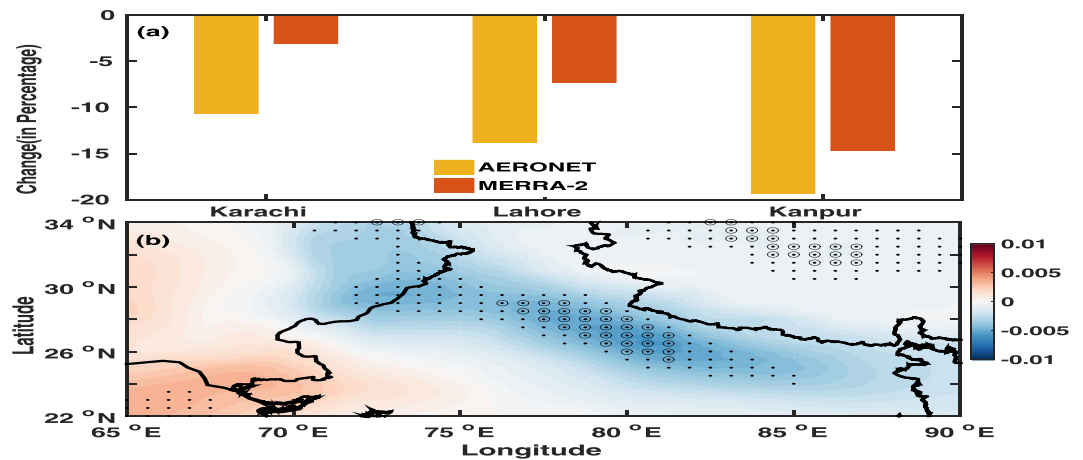 (a)
Change(in Percentage)
0
-5
-10
-15
-20
AERONET
MERRA-2
Karachi Lahore Kanpur
(b)
Latitude
34 °N
30 °N
26 °N
22 °N
65 °E 70 °E 75 °E 80 °E 85 °E 90 °E
Longitude
0.01
0.005
0
-0.005
-0.01